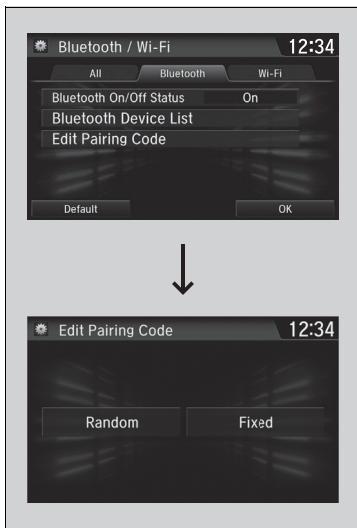 Bluetooth / Wi-Fi 12:34
All Bluetooth Wi-Fi
Bluetooth On/Off Status On
Bluetooth Device List
Edit Pairing Code
Default OK
Edit Pairing Code 12:34
Random Fixed